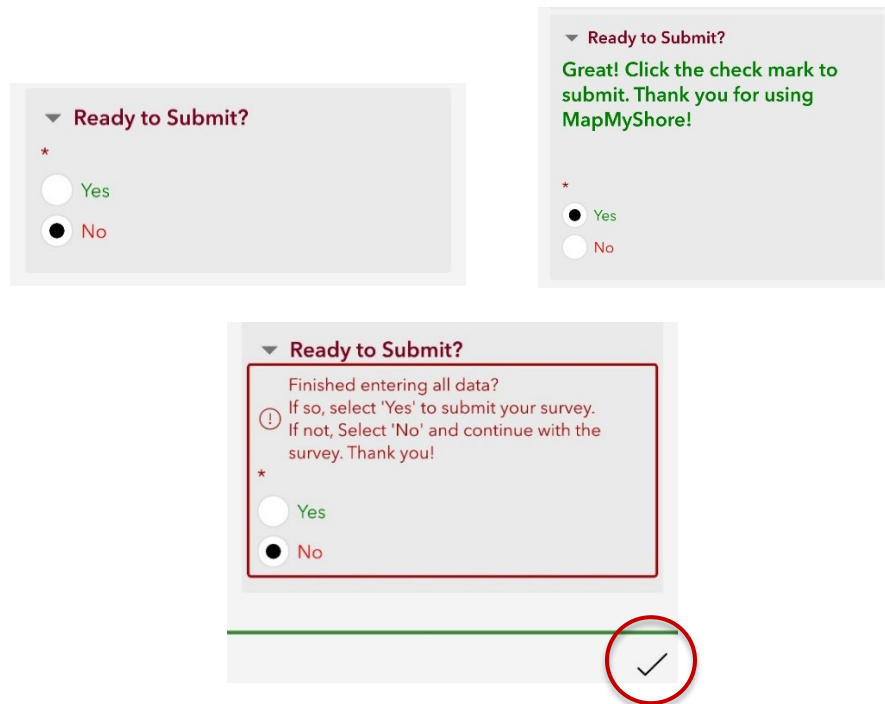 Ready to Submit?
*
Yes
No
Ready to Submit?
Great! Click the check mark to
submit. Thank you for using
MapMyShore!
*
Yes
No
Ready to Submit?
Finished entering all data?
If so, select 'Yes' to submit your survey.
If not, Select 'No' and continue with the
survey. Thank you!
*
Yes
No